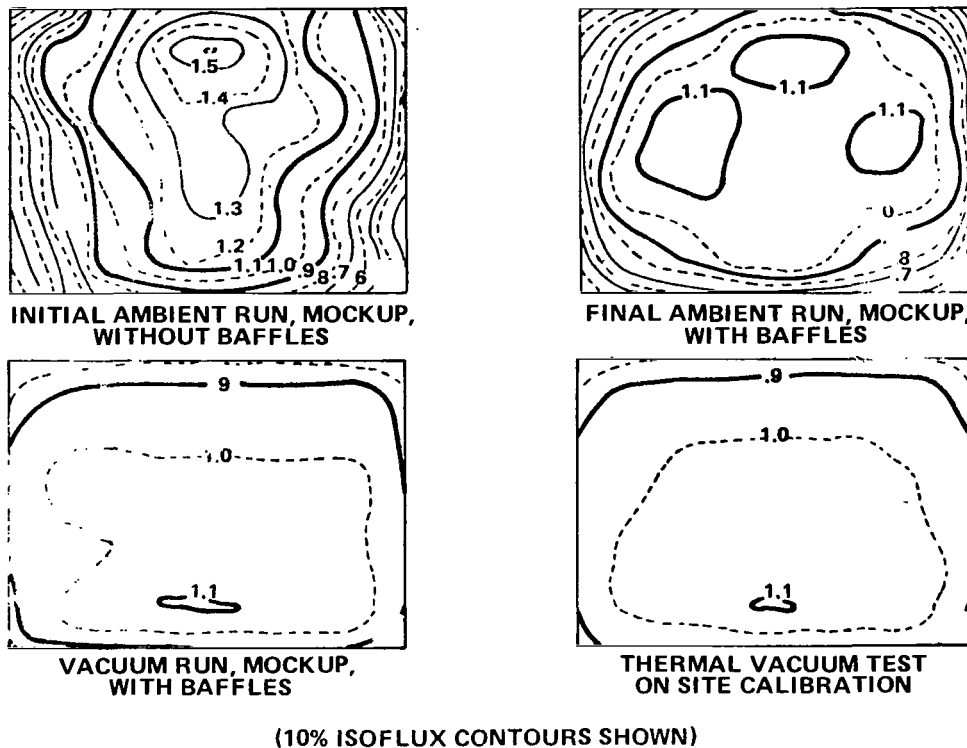 1.5
1.4
1.3
1.2
1.1 1.0 .9 .8 .7 6
INITIAL AMBIENT RUN, MOCKUP,
WITHOUT BAFFLES
1.1
1.1
1.1
0
8
7
FINAL AMBIENT RUN, MOCKUP,
WITH BAFFLES
.9
1.0
1.1
VACUUM RUN, MOCKUP,
WITH BAFFLES
.9
1.0
1.1
THERMAL VACUUM TEST
ON SITE CALIBRATION
(10% ISOFLUX CONTOURS SHOWN)